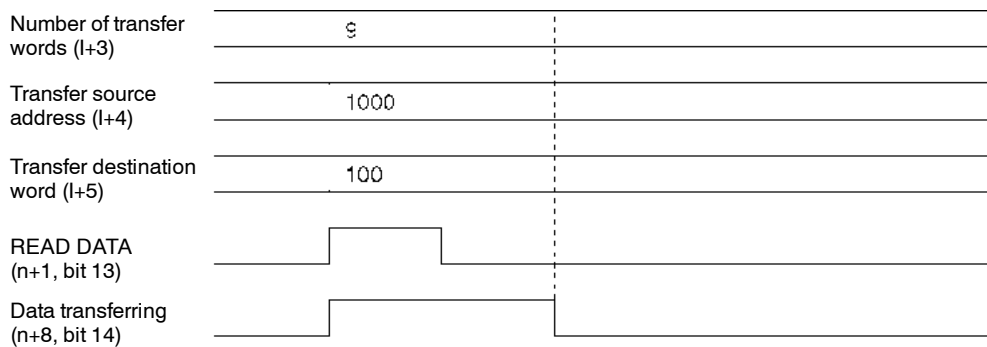 Number of transfer
words (I+3)
9
Transfer source
address (I+4)
1000
Transfer destination
word (I+5)
100
READ DATA
(n+1, bit 13)
Data transferring
(n+8, bit 14)